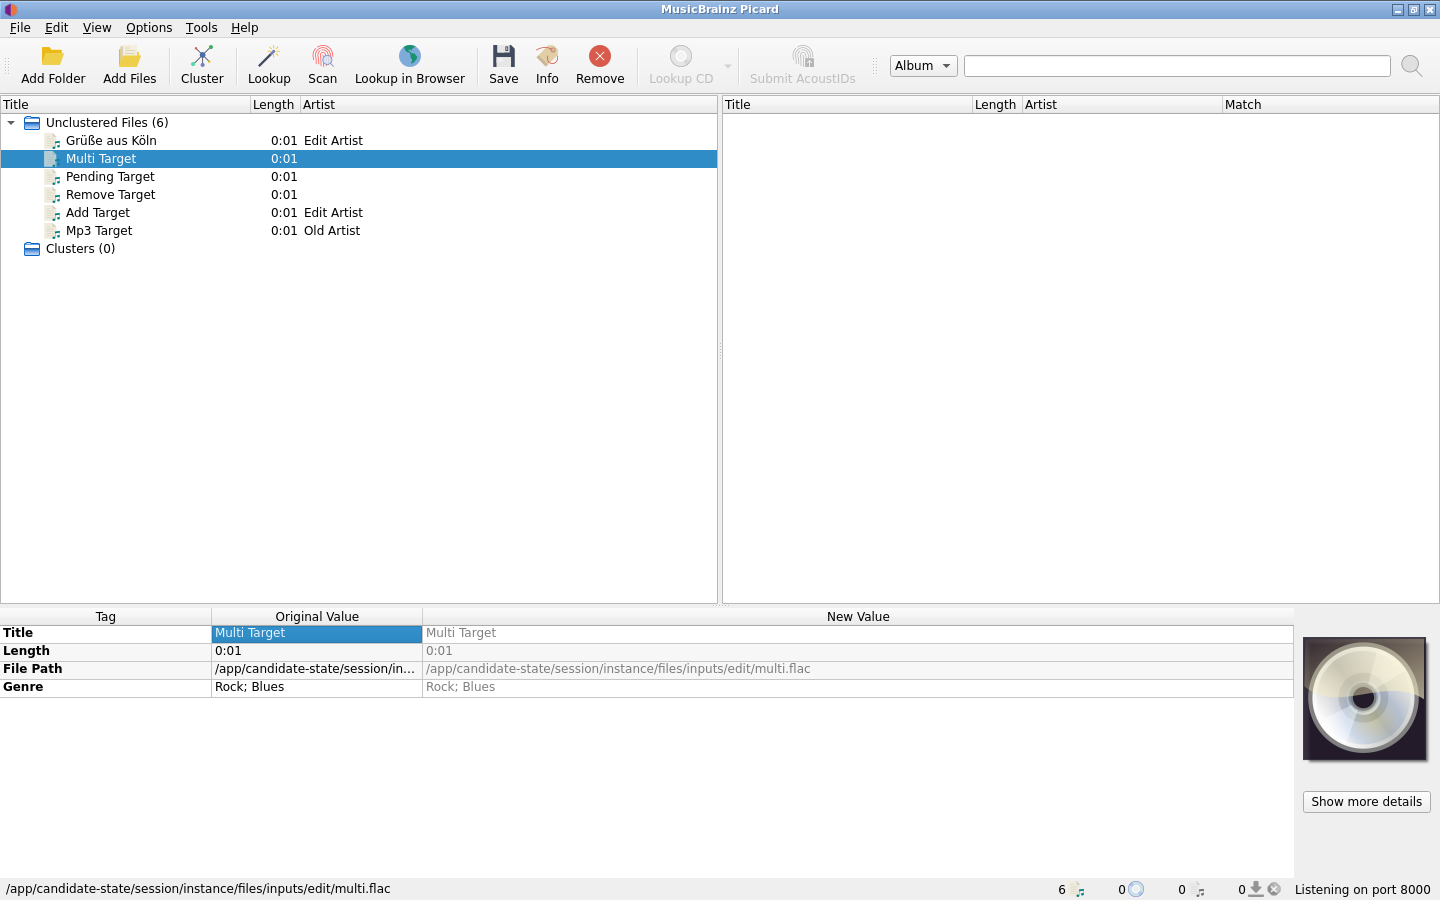 MusicBrainz Picard
File Edit View Options Tools Help
Add Folder Add Files Cluster Lookup Scan Lookup in Browser Save Info Remove Lookup CD Submit AcoustIDs Album
Title Length Artist
Unclustered Files (6)
Grüße aus Köln 0:01 Edit Artist
Multi Target 0:01
Pending Target 0:01
Remove Target 0:01
Add Target 0:01 Edit Artist
Mp3 Target 0:01 Old Artist
Clusters (0)
Title Length Artist Match
Tag Original Value New Value
Title Multi Target Multi Target
Length 0:01 0:01
File Path /app/candidate-state/session/in... /app/candidate-state/session/instance/files/inputs/edit/multi.flac
Genre Rock; Blues Rock; Blues
Show more details
/app/candidate-state/session/instance/files/inputs/edit/multi.flac 6 0 0 0 Listening on port 8000